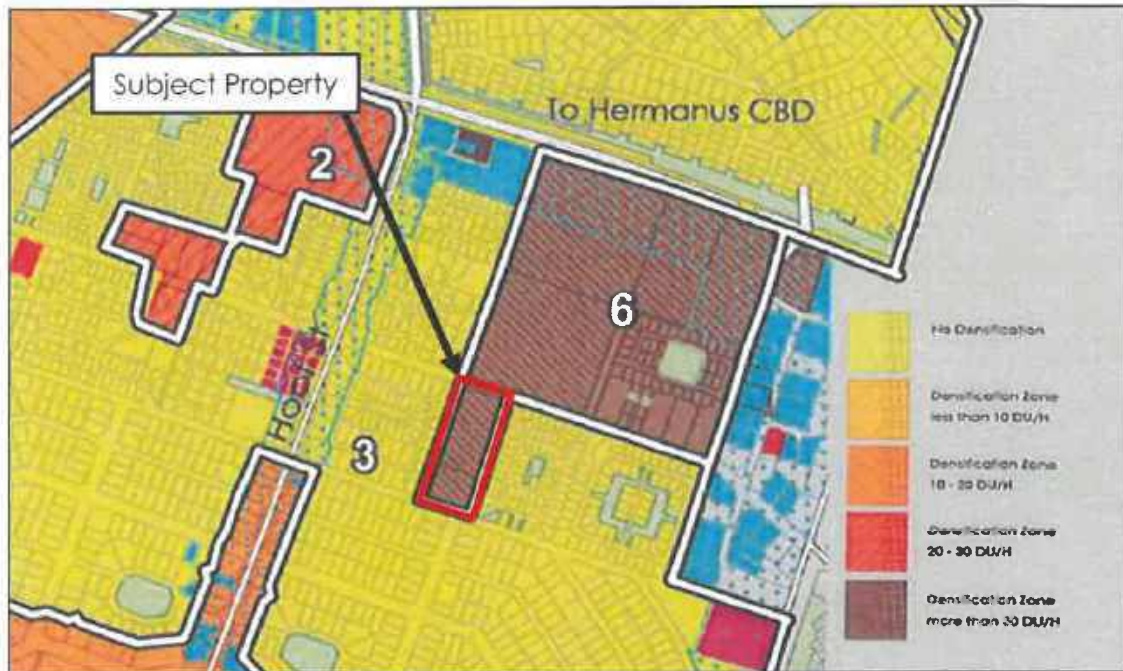 Subject Property
To Hermanus CBD
2
6
3
No Densification
Densification Zone
less than 10 DU/H
Densification Zone
10 - 20 DU/H
Densification Zone
20 - 30 DU/H
Densification Zone
more than 30 DU/H